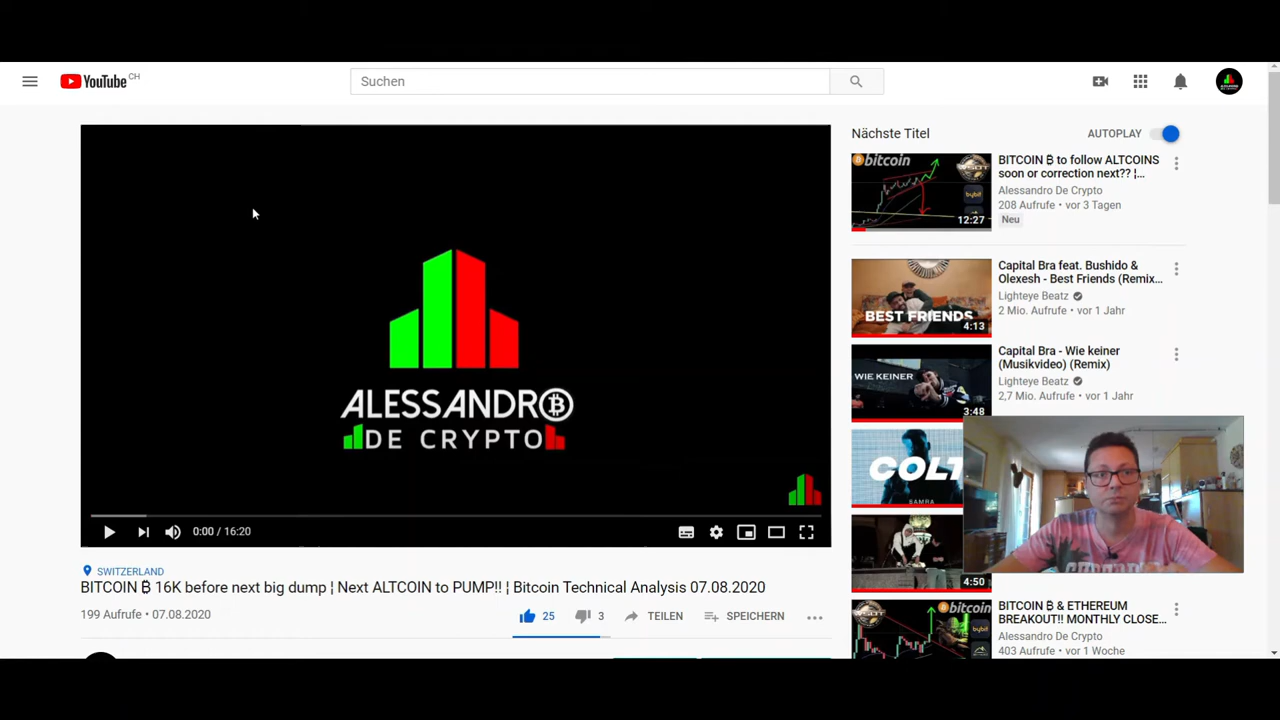 YouTube CH
Suchen
ALESSANDRO
DE CRYPTO
0:00 / 16:20
SWITZERLAND
BITCOIN ₿ 16K before next big dump ¦ Next ALTCOIN to PUMP!! ¦ Bitcoin Technical Analysis 07.08.2020
199 Aufrufe • 07.08.2020
25
3
TEILEN
SPEICHERN
Nächste Titel
AUTOPLAY
bitcoin
WSOT
bybit
12:27
BITCOIN ₿ to follow ALTCOINS
soon or correction next?? ¦...
Alessandro De Crypto
208 Aufrufe • vor 3 Tagen
Neu
BEST FRIENDS
4:13
Capital Bra feat. Bushido &
Olexesh - Best Friends (Remix...
Lighteye Beatz
2 Mio. Aufrufe • vor 1 Jahr
WIE KEINER
3:48
Capital Bra - Wie keiner
(Musikvideo) (Remix)
Lighteye Beatz
2,7 Mio. Aufrufe • vor 1 Jahr
COLT
SAMRA
4:50
WSOT
bitcoin
bybit
BITCOIN ₿ & ETHEREUM
BREAKOUT!! MONTHLY CLOSE...
Alessandro De Crypto
403 Aufrufe • vor 1 Woche